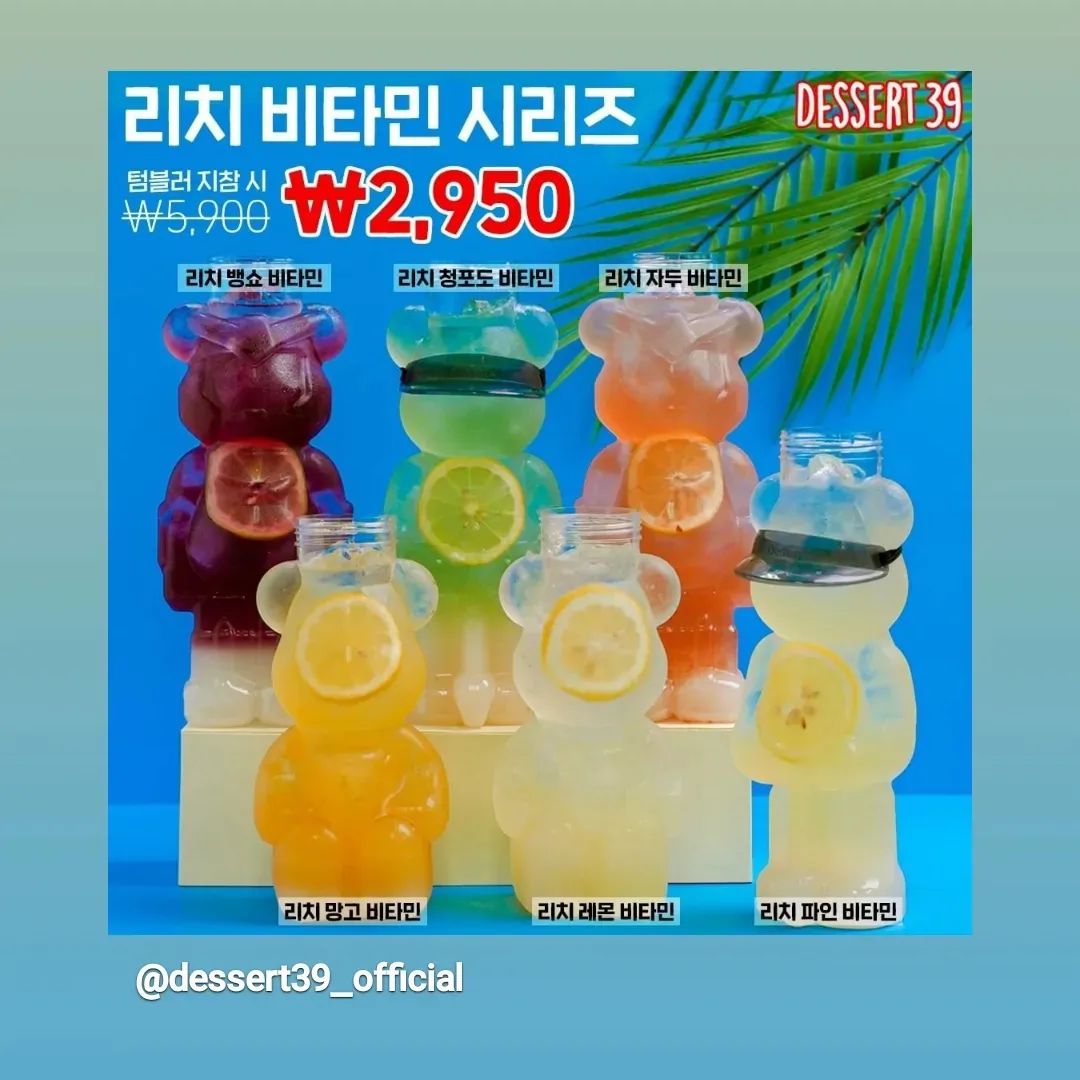 리치 비타민 시리즈
DESSERT 39
텀블러 지참 시
₩5,900 ₩2,950
리치 뱅쇼 비타민
리치 청포도 비타민
리치 자두 비타민
리치 망고 비타민
리치 레몬 비타민
리치 파인 비타민
@dessert39_official